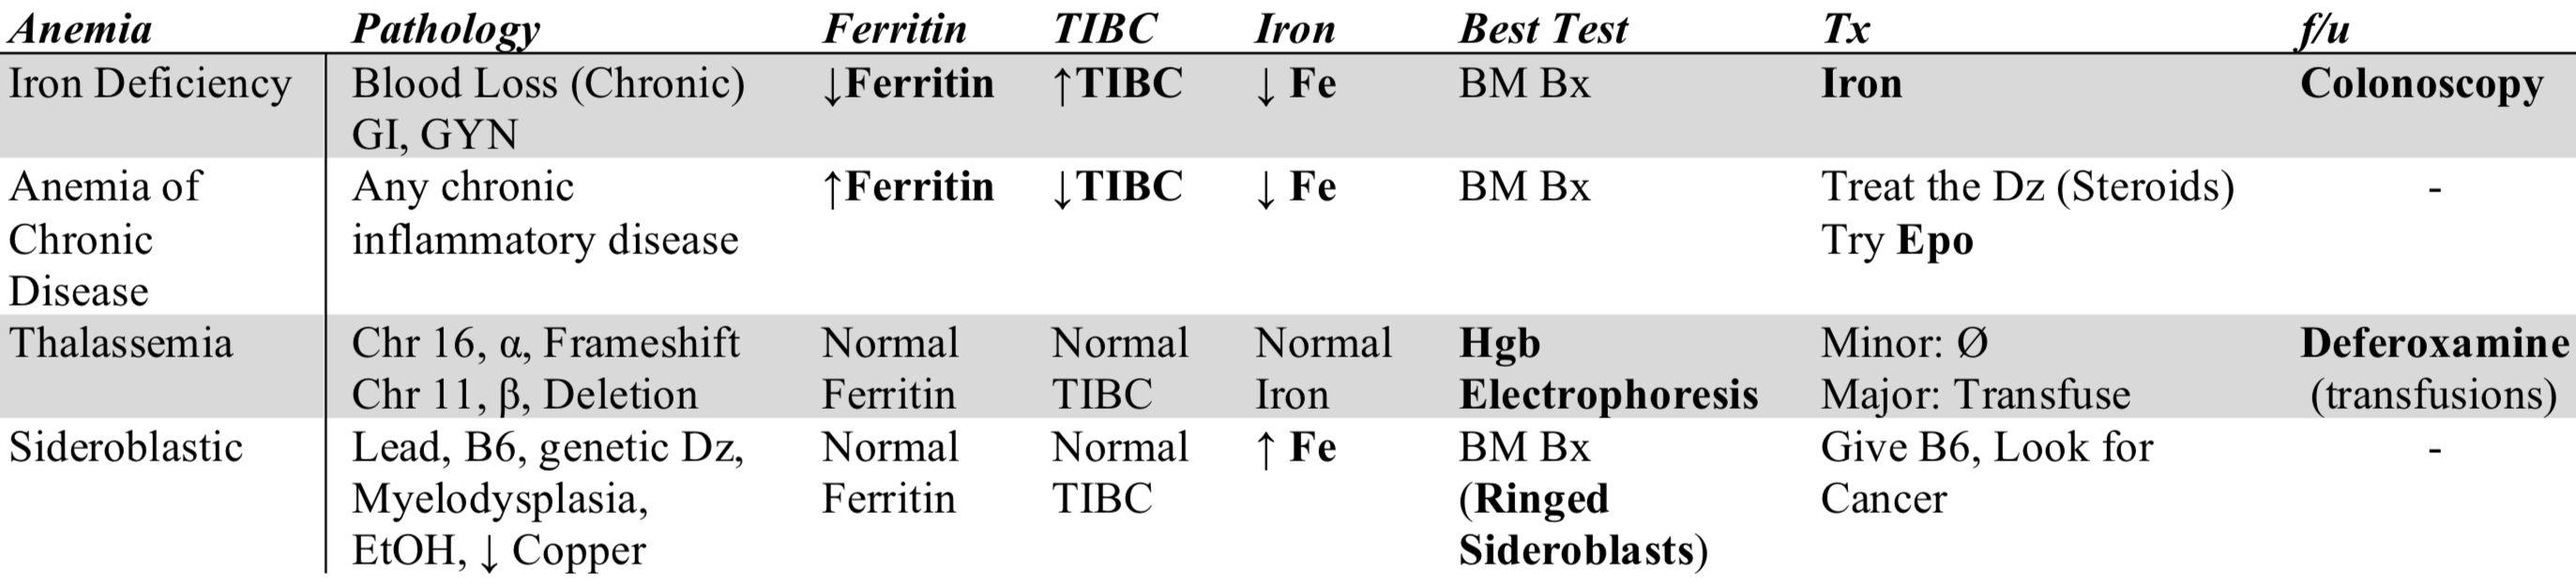 Anemia Pathology Ferritin TIBC Iron Best Test Tx f/u
Iron Deficiency Blood Loss (Chronic) ↓Ferritin ↑TIBC ↓ Fe BM Bx Iron Colonoscopy
GI, GYN
Anemia of Any chronic ↑Ferritin ↓TIBC ↓ Fe BM Bx Treat the Dz (Steroids) -
Chronic inflammatory disease Try Epo
Disease
Thalassemia Chr 16, α, Frameshift Normal Normal Normal Hgb Minor: Ø Deferoxamine
Chr 11, β, Deletion Ferritin TIBC Iron Electrophoresis Major: Transfuse (transfusions)
Sideroblastic Lead, B6, genetic Dz, Normal Normal ↑ Fe BM Bx Give B6, Look for -
Myelodysplasia, Ferritin TIBC (Ringed Cancer
EtOH, ↓ Copper Sideroblasts)